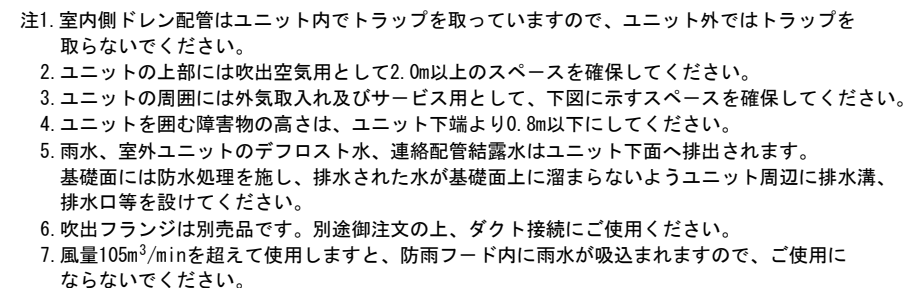 注1. 室内側ドレン配管はユニット内でトラップを取っていますので、ユニット外ではトラップを
取らないでください。
2. ユニットの上部には吹出空気用として2.0m以上のスペースを確保してください。
3. ユニットの周囲には外気取入れ及びサービス用として、下図に示すスペースを確保してください。
4. ユニットを囲む障害物の高さは、ユニット下端より0.8m以下にしてください。
5. 雨水、室外ユニットのデフロスト水、連絡配管結露水はユニット下面へ排出されます。
基礎面には防水処理を施し、排水された水が基礎面上に溜まらないようユニット周辺に排水溝、
排水口等を設けてください。
6. 吹出フランジは別売品です。別途御注文の上、ダクト接続にご使用ください。
7. 風量105m³/minを超えて使用しますと、防雨フード内に雨水が吸込まれますので、ご使用に
ならないでください。